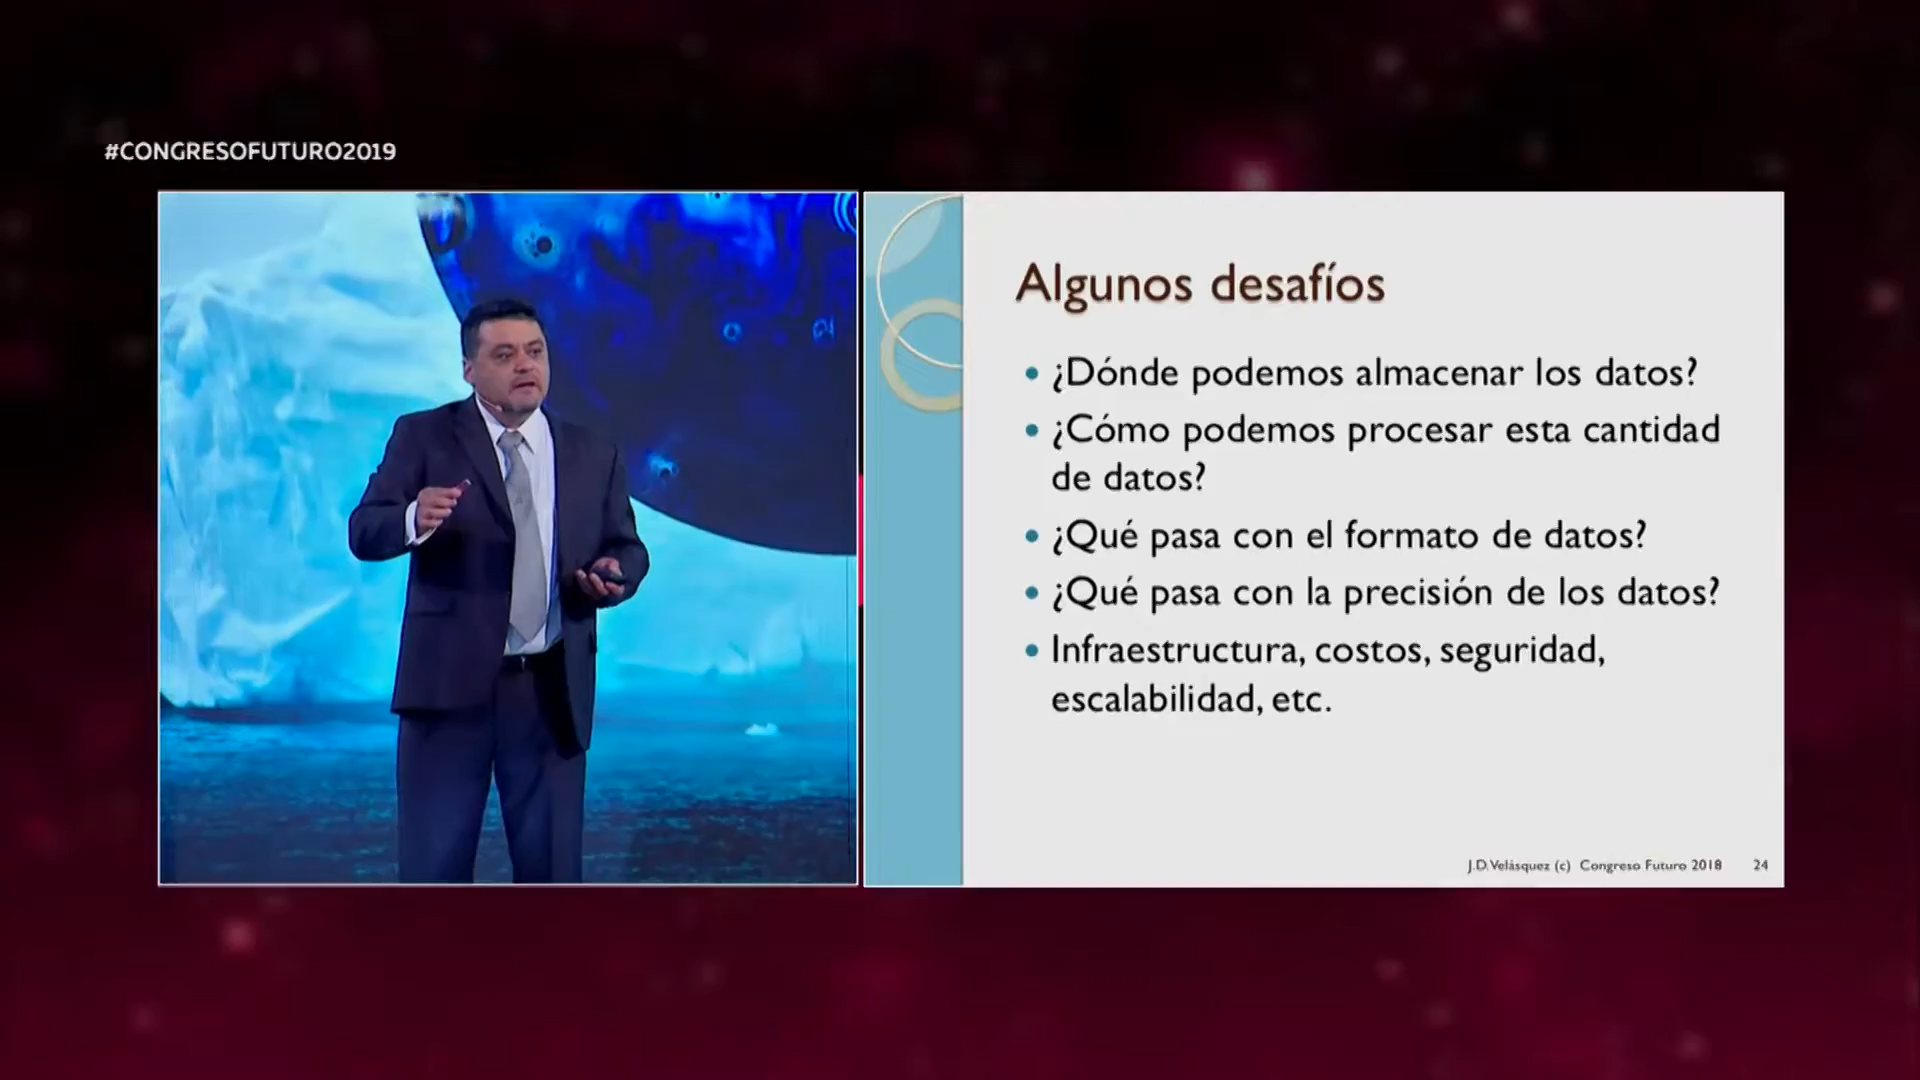 #CONGRESOFUTURO2019
Algunos desafíos
• ¿Dónde podemos almacenar los datos?
• ¿Cómo podemos procesar esta cantidad
de datos?
• ¿Qué pasa con el formato de datos?
• ¿Qué pasa con la precisión de los datos?
• Infraestructura, costos, seguridad,
escalabilidad, etc.
J.D.Velásquez (c) Congreso Futuro 2018 24